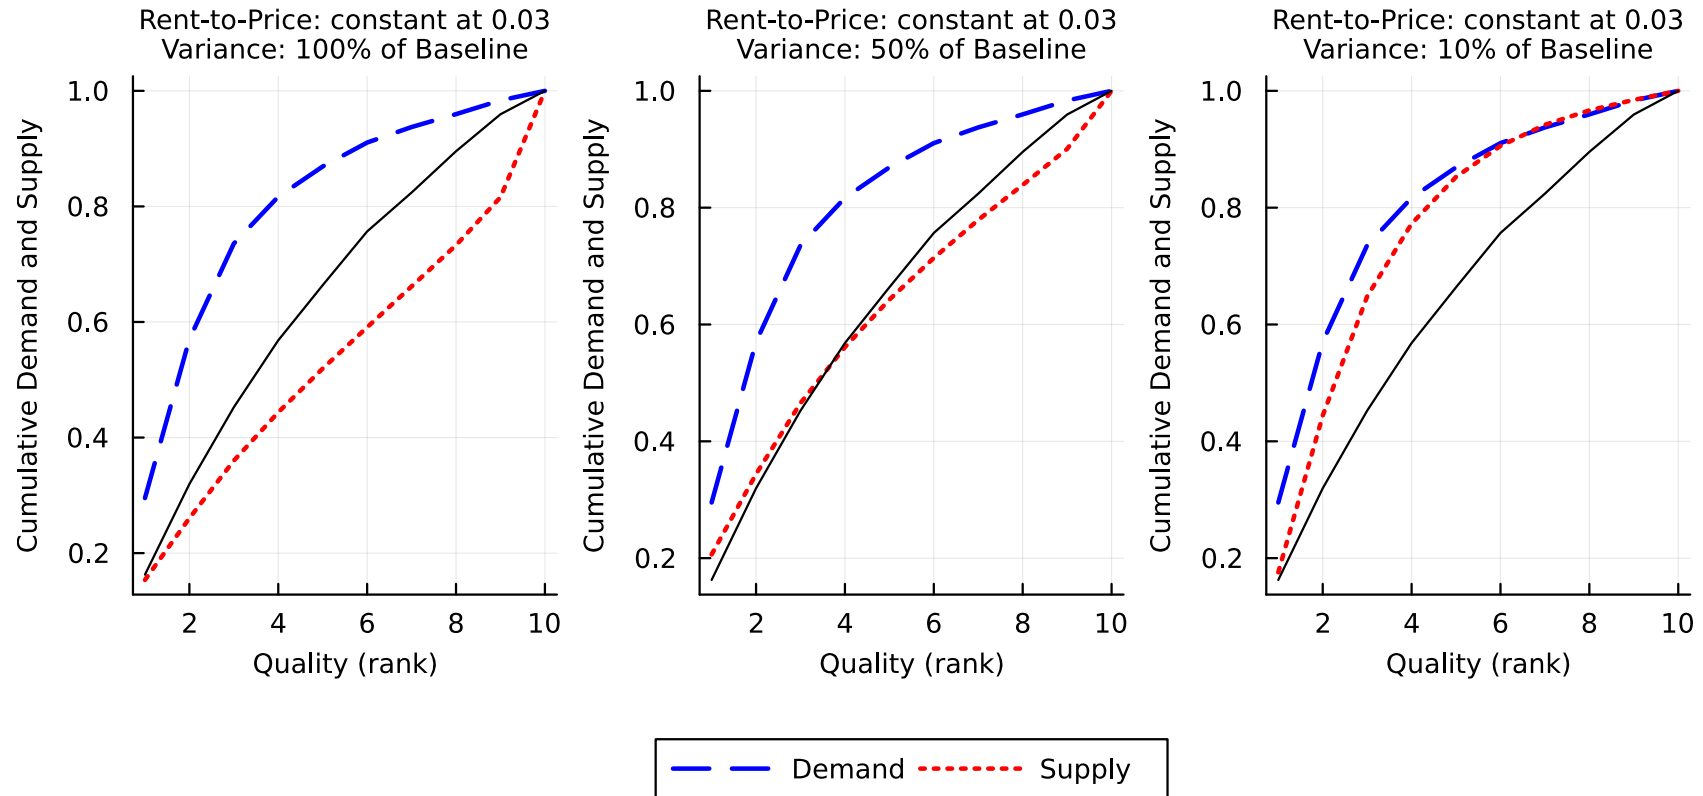 Rent-to-Price: constant at 0.03
Variance: 100% of Baseline
Cumulative Demand and Supply
1.0
0.8
0.6
0.4
0.2
2 4 6 8 10
Quality (rank)
Rent-to-Price: constant at 0.03
Variance: 50% of Baseline
Cumulative Demand and Supply
1.0
0.8
0.6
0.4
0.2
2 4 6 8 10
Quality (rank)
Rent-to-Price: constant at 0.03
Variance: 10% of Baseline
Cumulative Demand and Supply
1.0
0.8
0.6
0.4
0.2
2 4 6 8 10
Quality (rank)
Demand Supply